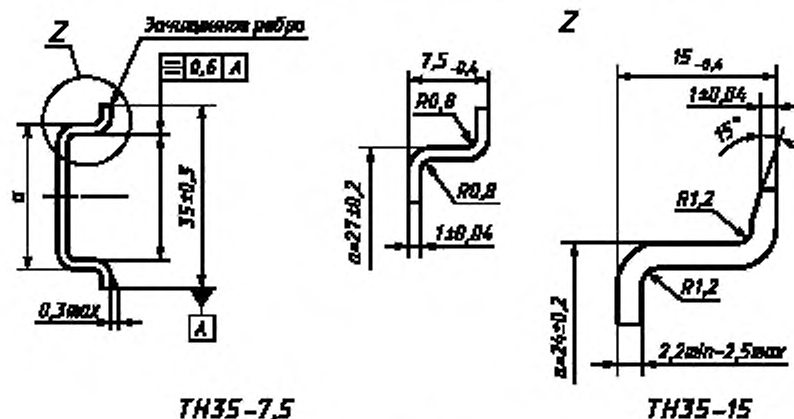 Z
Зачищенное ребро
0,6 A
a
35±0,3
0,3max
A
7,5 -0,4
R0,8
R0,8
a=27±0,2
1±0,04
ТН35-7,5
Z
15 -0,4
1±0,04
15°
R1,2
R1,2
a=24±0,2
2,2min-2,5max
ТН35-15